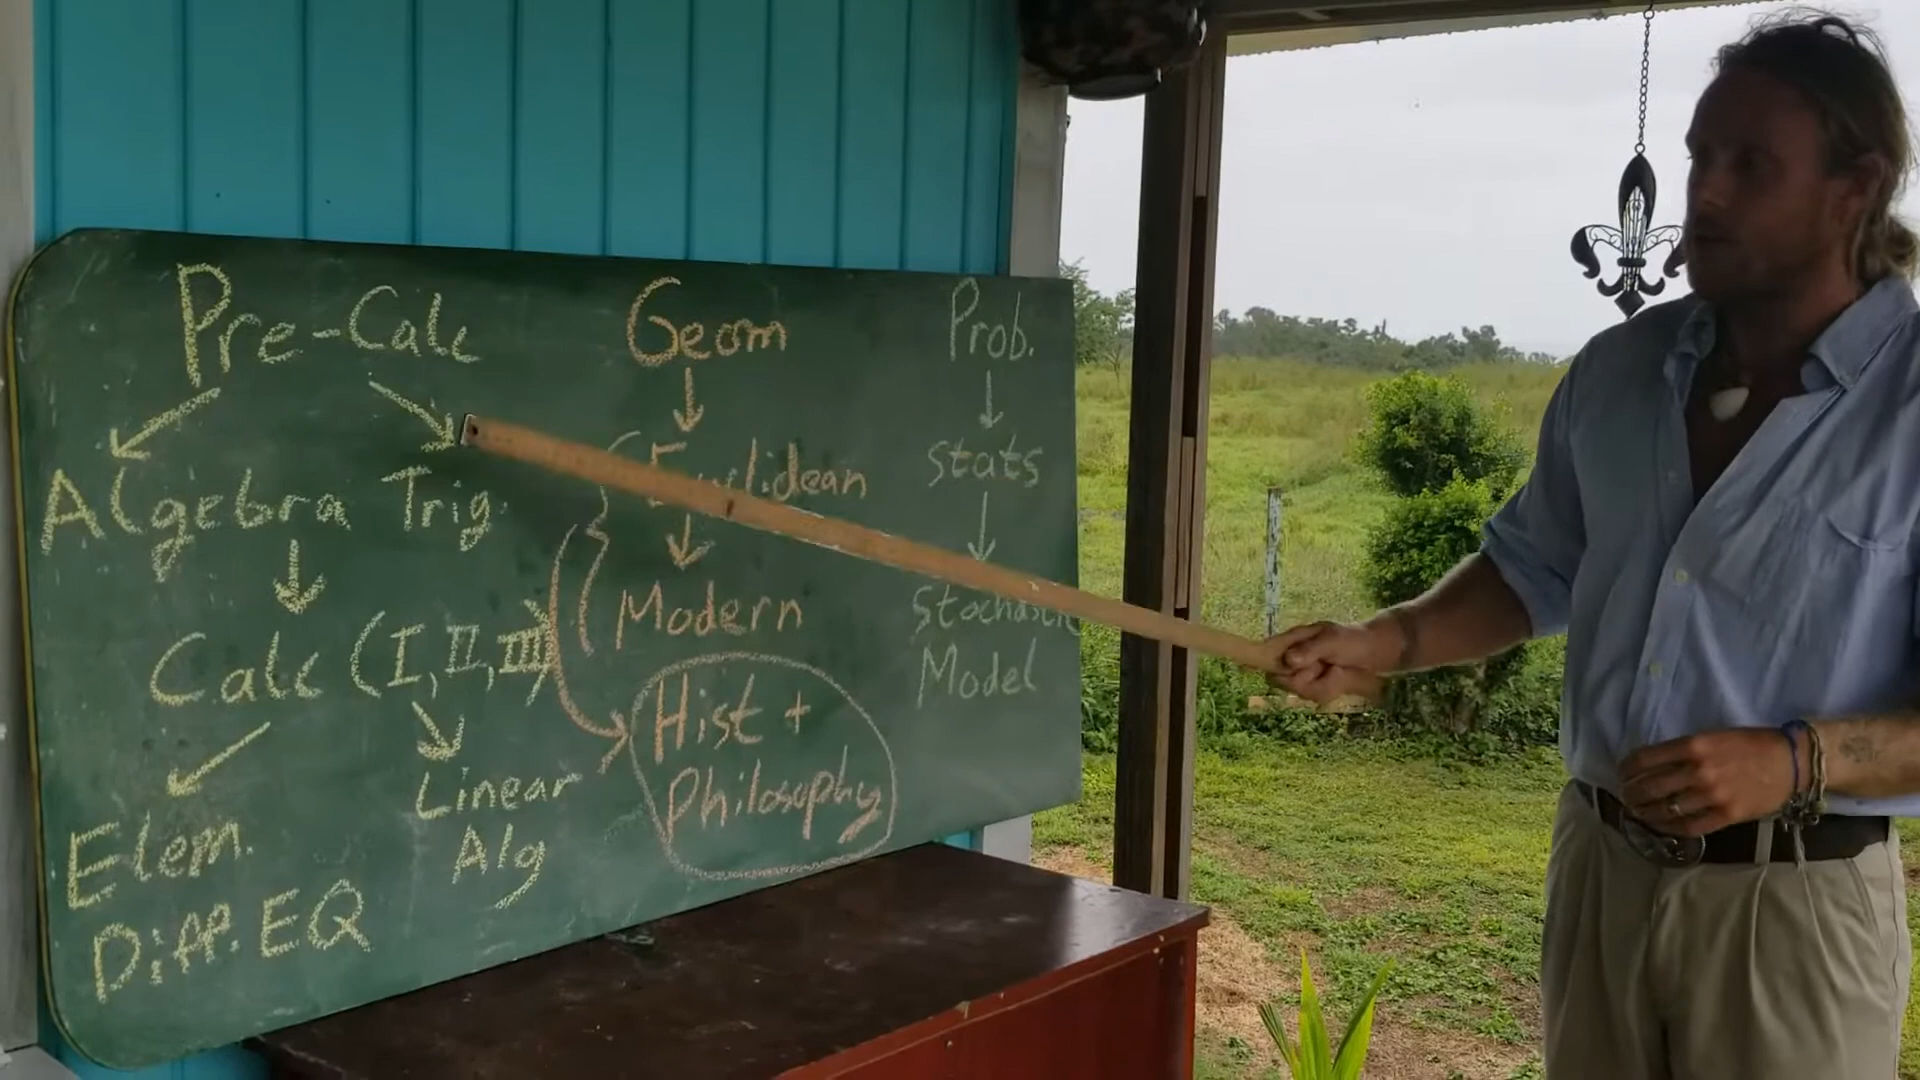 Pre-Calc
Algebra Trig.
Calc (I, II, III)
Elem.
Diff. EQ
Linear
Alg
Geom
Euclidean
Modern
Hist +
Philosophy
Prob.
Stats
Stochastic
Model